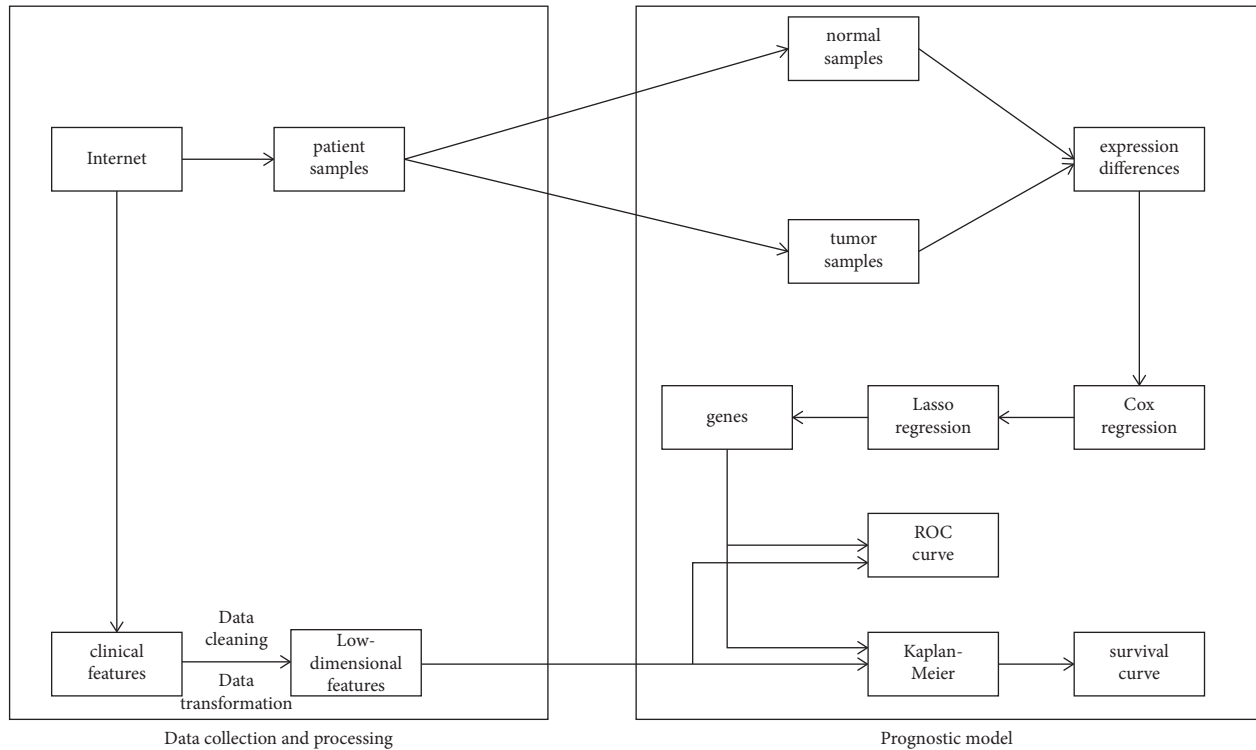 normal
samples
Internet
patient
samples
expression
differences
tumor
samples
genes
Lasso
regression
Cox
regression
ROC
curve
Data
cleaning
clinical
features
Data
transformation
Low-
dimensional
features
Kaplan-
Meier
survival
curve
Data collection and processing
Prognostic model